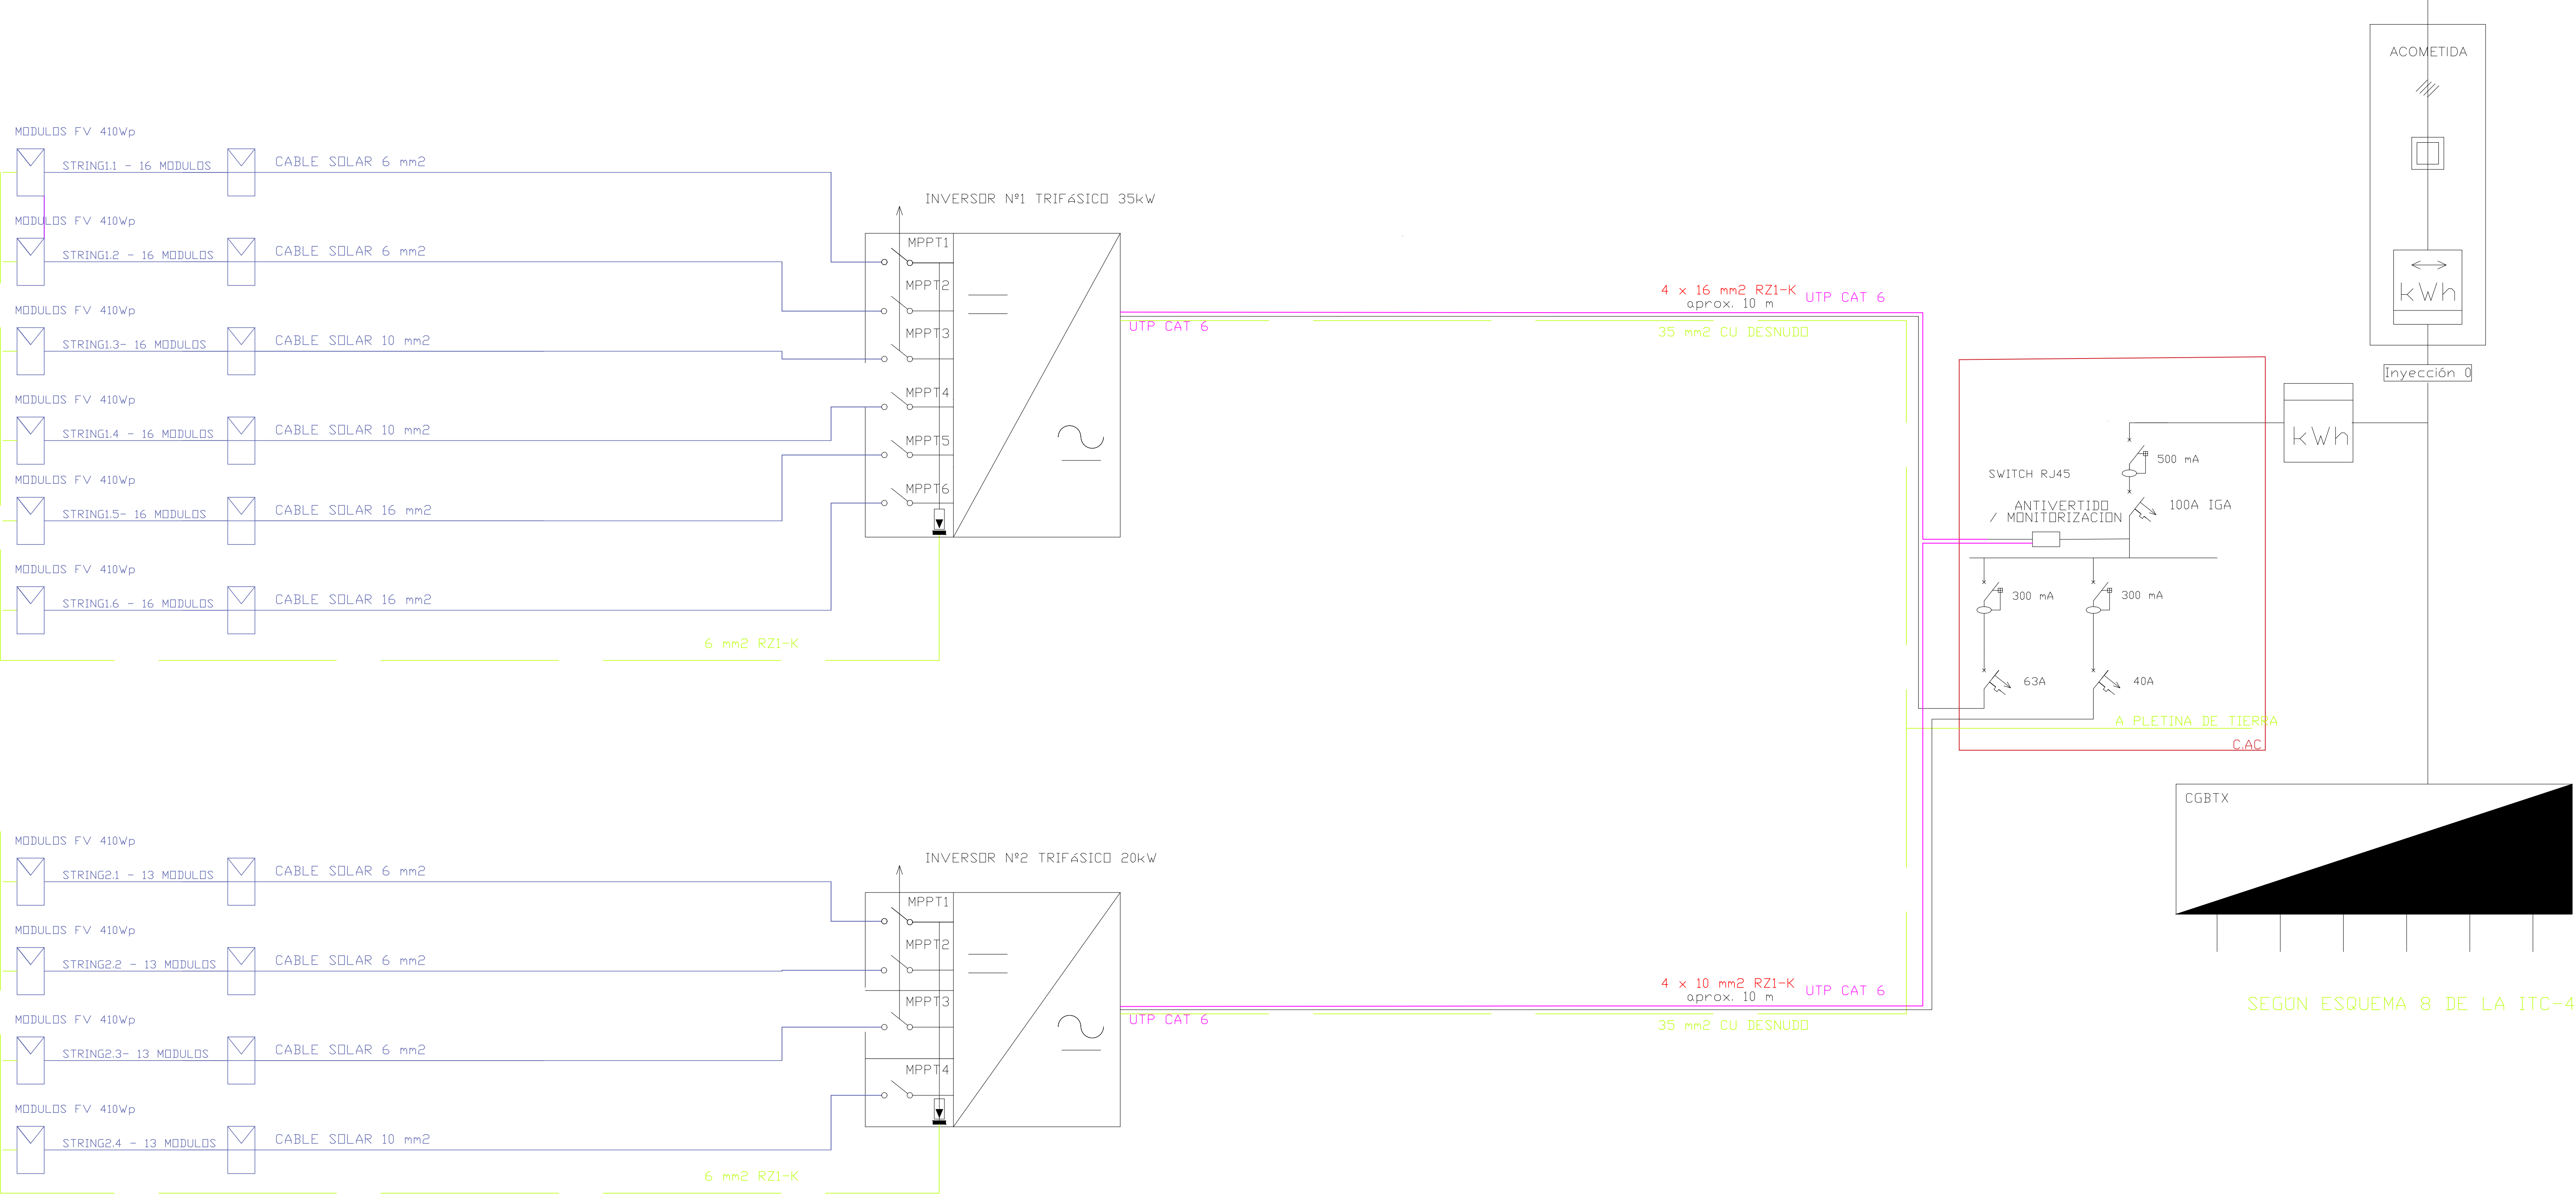 ACOMETIDA
MODULOS FV 410Wp
STRING1.1 - 16 MODULOS
CABLE SOLAR 6 mm2
INVERSOR Nº1 TRIFáSICO 35kW
MODULOS FV 410Wp
STRING1.2 - 16 MODULOS
CABLE SOLAR 6 mm2
MODULOS FV 410Wp
STRING1.3- 16 MODULOS
CABLE SOLAR 10 mm2
MODULOS FV 410Wp
STRING1.4 - 16 MODULOS
CABLE SOLAR 10 mm2
MODULOS FV 410Wp
STRING1.5- 16 MODULOS
CABLE SOLAR 16 mm2
MODULOS FV 410Wp
STRING1.6 - 16 MODULOS
CABLE SOLAR 16 mm2
6 mm2 RZ1-K
MPPT1
MPPT2
MPPT3
MPPT4
MPPT5
MPPT6
UTP CAT 6
4 x 16 mm2 RZ1-K
aprox. 10 m
UTP CAT 6
35 mm2 CU DESNUDO
kWh
Inyección 0
kWh
500 mA
SWITCH RJ45
ANTIVERTIDO
/ MONITORIZACION
100A IGA
300 mA
300 mA
63A
40A
A PLETINA DE TIERRA
C.AC
CGBTX
MODULOS FV 410Wp
STRING2.1 - 13 MODULOS
CABLE SOLAR 6 mm2
INVERSOR Nº2 TRIFáSICO 20kW
MODULOS FV 410Wp
STRING2.2 - 13 MODULOS
CABLE SOLAR 6 mm2
MODULOS FV 410Wp
STRING2.3- 13 MODULOS
CABLE SOLAR 6 mm2
MODULOS FV 410Wp
STRING2.4 - 13 MODULOS
CABLE SOLAR 10 mm2
6 mm2 RZ1-K
MPPT1
MPPT2
MPPT3
MPPT4
UTP CAT 6
4 x 10 mm2 RZ1-K
aprox. 10 m
UTP CAT 6
35 mm2 CU DESNUDO
SEGÚN ESQUEMA 8 DE LA ITC-4